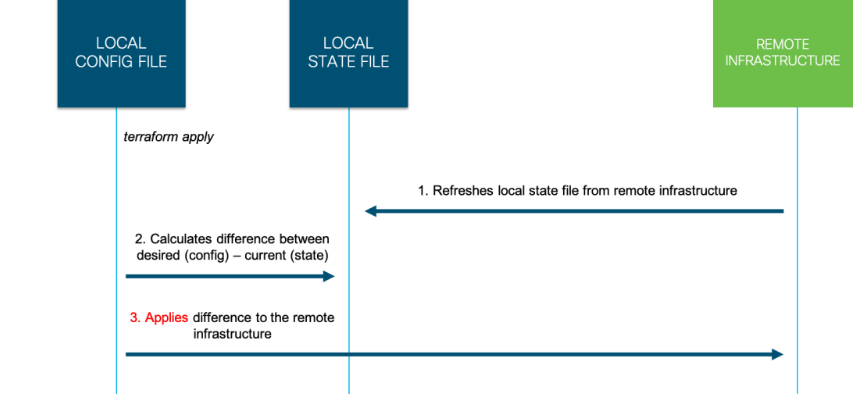 LOCAL
CONFIG FILE
LOCAL
STATE FILE
REMOTE
INFRASTRUCTURE
terraform apply
1. Refreshes local state file from remote infrastructure
2. Calculates difference between
desired (config) – current (state)
3. Applies difference to the remote
infrastructure